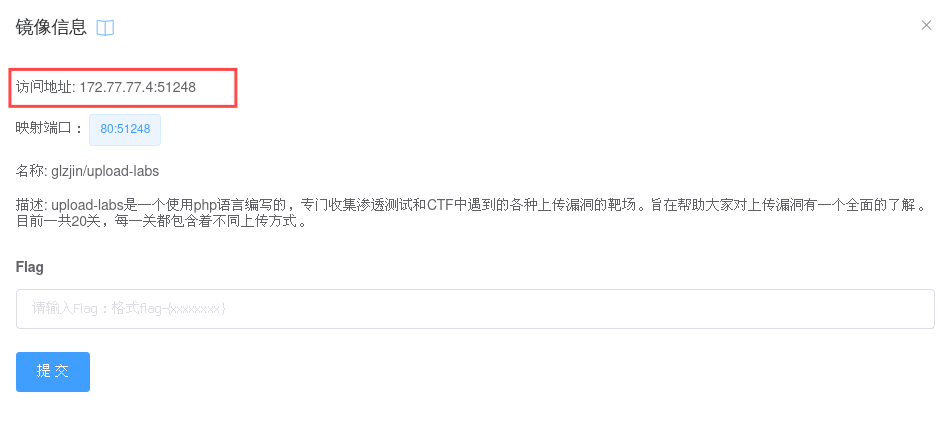 镜像信息
访问地址: 172.77.77.4:51248
映射端口： 80:51248
名称: glzjin/upload-labs
描述: upload-labs是一个使用php语言编写的，专门收集渗透测试和CTF中遇到的各种上传漏洞的靶场。旨在帮助大家对上传漏洞有一个全面的了解。
目前一共20关，每一关都包含着不同上传方式。
Flag
请输入Flag：格式flag-{xxxxxxxx}
提 交